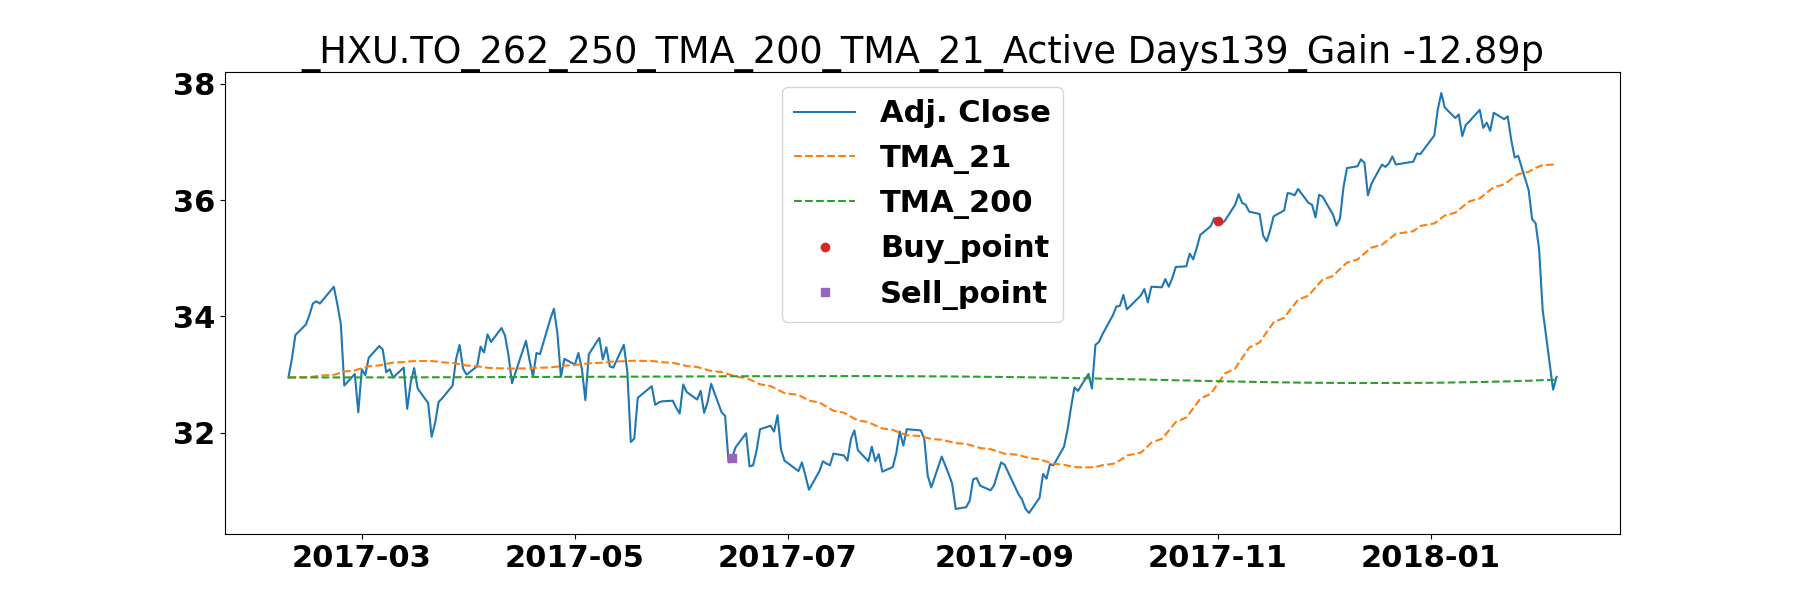 _HXU.TO_262_250_TMA_200_TMA_21_Active Days139_Gain -12.89p
38
36
34
32
Adj. Close
TMA_21
TMA_200
Buy_point
Sell_point
2017-03 2017-05 2017-07 2017-09 2017-11 2018-01